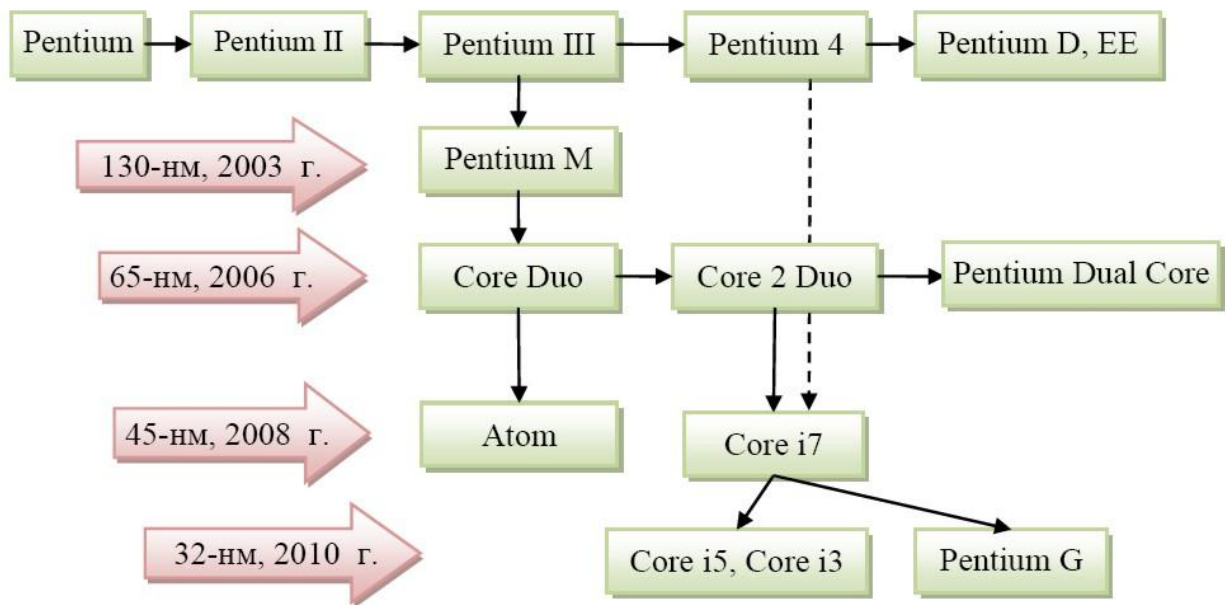 Pentium
Pentium II
Pentium III
Pentium 4
Pentium D, EE
130-нм, 2003 г.
Pentium M
65-нм, 2006 г.
Core Duo
Core 2 Duo
Pentium Dual Core
45-нм, 2008 г.
Atom
Core i7
32-нм, 2010 г.
Core i5, Core i3
Pentium G